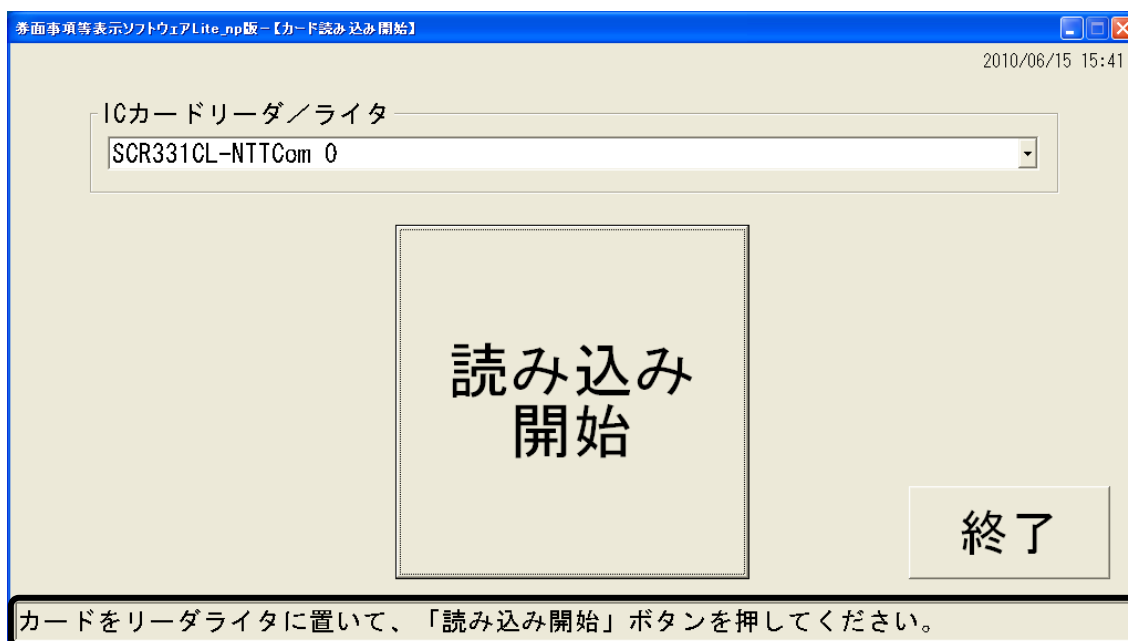 券面事項等表示ソフトウェアLite_np版－【カード読み込み開始】
2010/06/15 15:41
ICカードリーダ／ライタ
SCR331CL-NTTCom 0
読み込み
開始
終了
カードをリーダライタに置いて、「読み込み開始」ボタンを押してください。